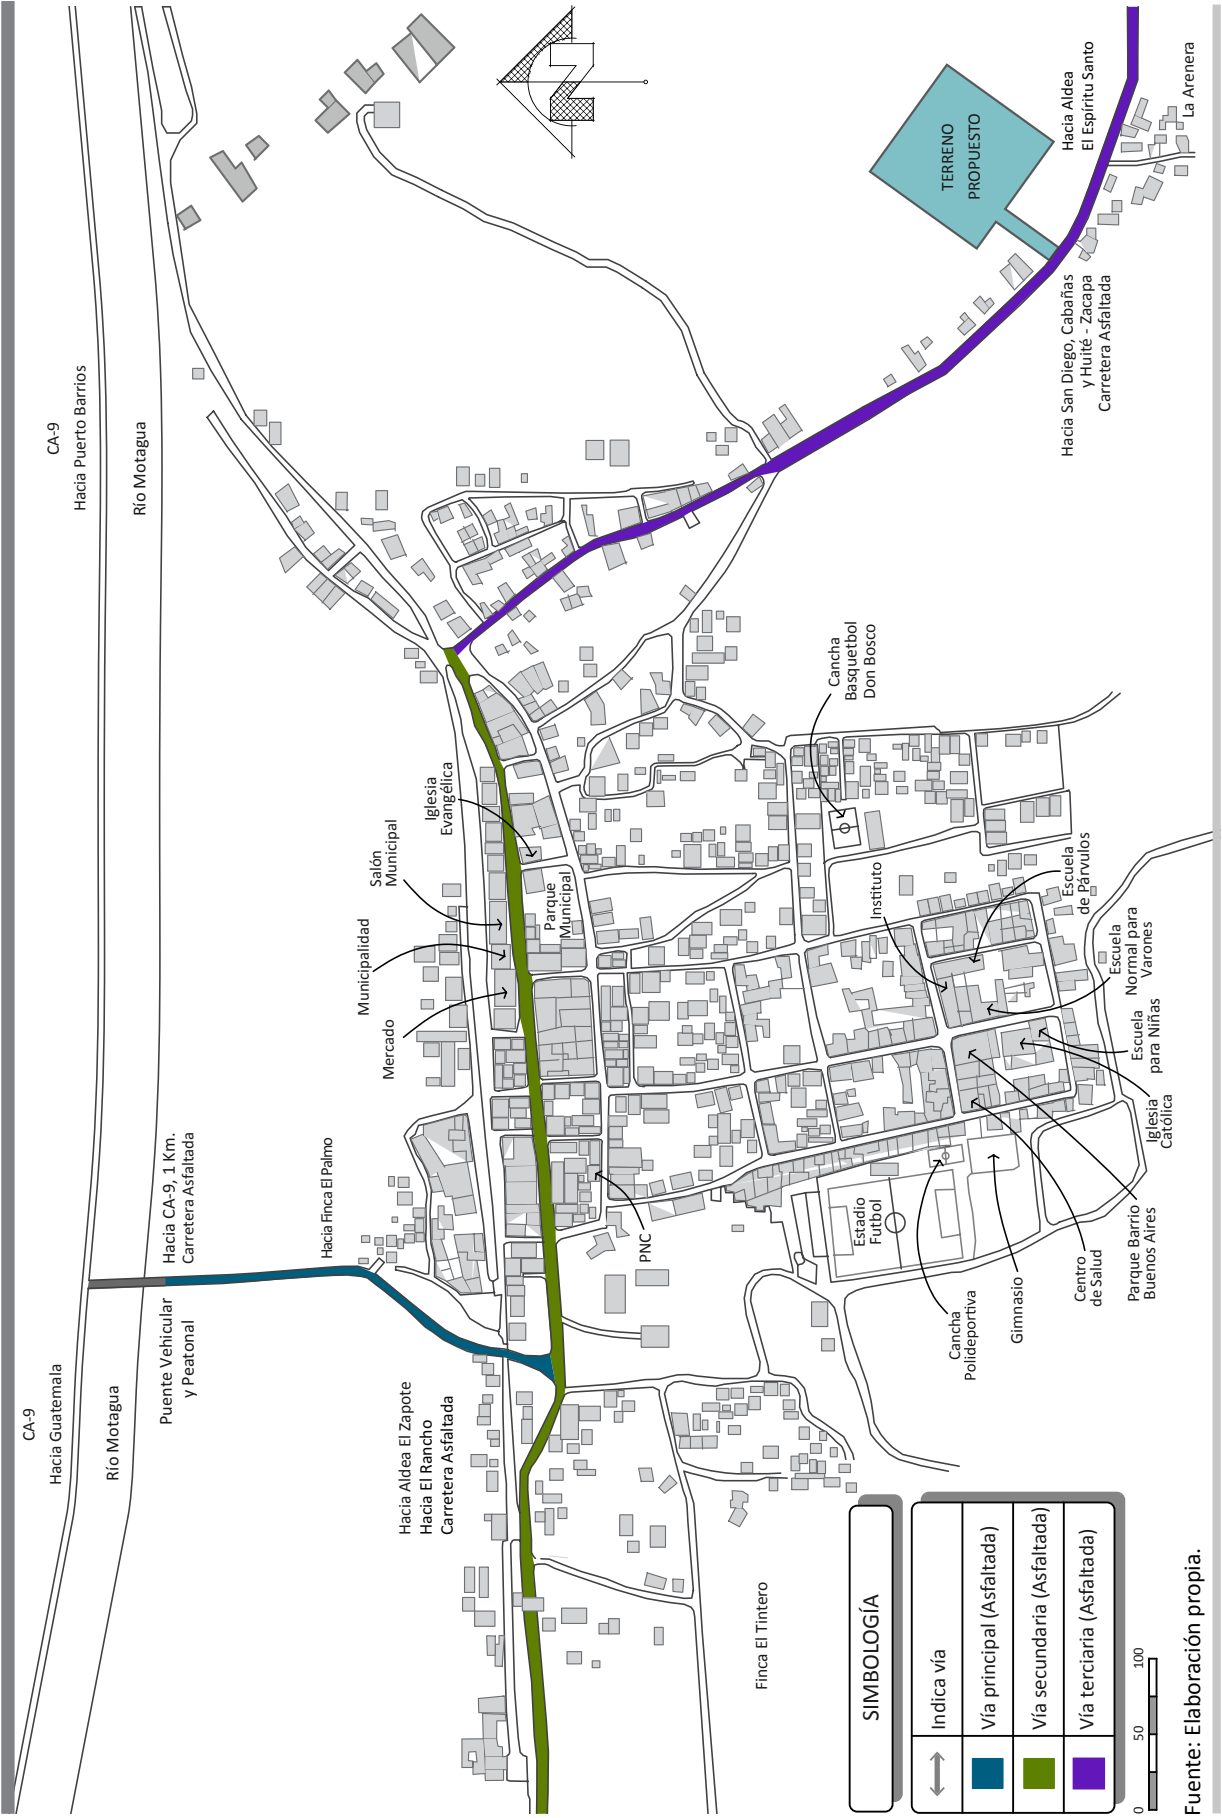 CA-9
Hacia Guatemala
Río Motagua
CA-9
Hacia Puerto Barrios
Río Motagua
Puente Vehicular
y Peatonal
Hacia CA-9, 1 Km.
Carretera Asfaltada
Hacia Finca El Palmo
Hacia Aldea El Zapote
Hacia El Rancho
Carretera Asfaltada
Mercado
Municipalidad
Salón
Municipal
Iglesia
Evangélica
Parque
Municipal
PNC
Cancha
Basquetbol
Don Bosco
Estadio
Futbol
Instituto
Escuela
de Párvulos
Escuela
Normal para
Varones
Escuela
para Niñas
Iglesia
Católica
Parque Barrio
Buenos Aires
Centro
de Salud
Gimnasio
Cancha
Polideportiva
Finca El Tintero
TERRENO
PROPUESTO
Hacia Aldea
El Espíritu Santo
La Arenera
Hacia San Diego, Cabañas
y Huité - Zacapa
Carretera Asfaltada
N
SIMBOLOGÍA
Indica vía
Vía principal (Asfaltada)
Vía secundaria (Asfaltada)
Vía terciaria (Asfaltada)
0 50 100
Fuente: Elaboración propia.